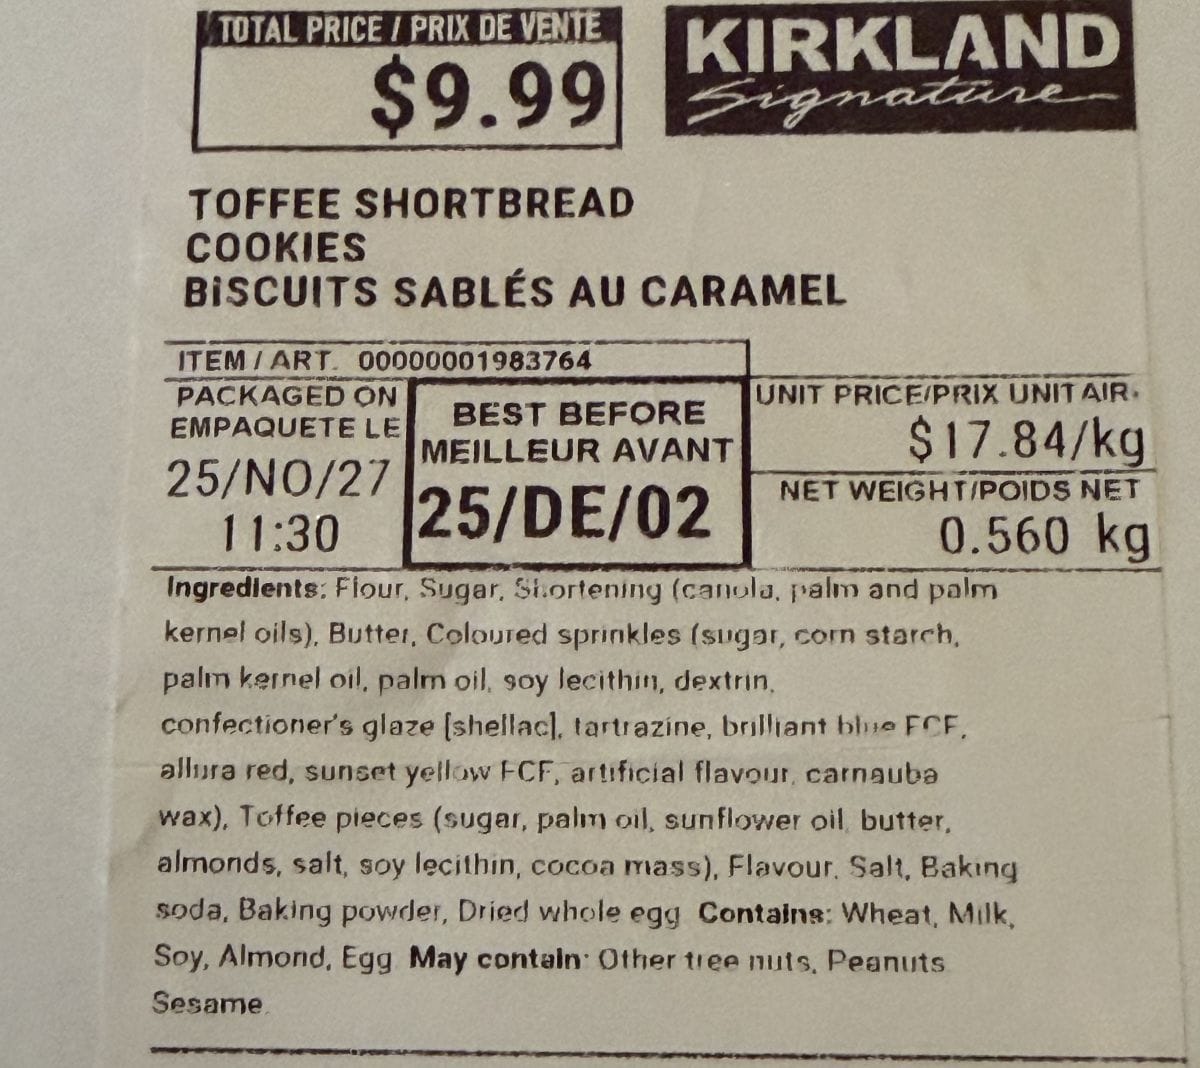 TOTAL PRICE / PRIX DE VENTE
$9.99
KIRKLAND
Signature
TOFFEE SHORTBREAD
COOKIES
BISCUITS SABLÉS AU CARAMEL
ITEM / ART. 00000001983764
PACKAGED ON
EMPAQUETE LE
25/NO/27
11:30
BEST BEFORE
MEILLEUR AVANT
25/DE/02
UNIT PRICE/PRIX UNITAIR.
$17.84/kg
NET WEIGHT/POIDS NET
0.560 kg
Ingredients: Flour, Sugar, Shortening (canola, palm and palm
kernel oils), Butter, Coloured sprinkles (sugar, corn starch,
palm kernel oil, palm oil, soy lecithin, dextrin,
confectioner's glaze [shellac], tartrazine, brilliant blue FCF,
allura red, sunset yellow FCF, artificial flavour, carnauba
wax), Toffee pieces (sugar, palm oil, sunflower oil, butter,
almonds, salt, soy lecithin, cocoa mass), Flavour, Salt, Baking
soda, Baking powder, Dried whole egg Contains: Wheat, Milk,
Soy, Almond, Egg May contain: Other tree nuts, Peanuts
Sesame.